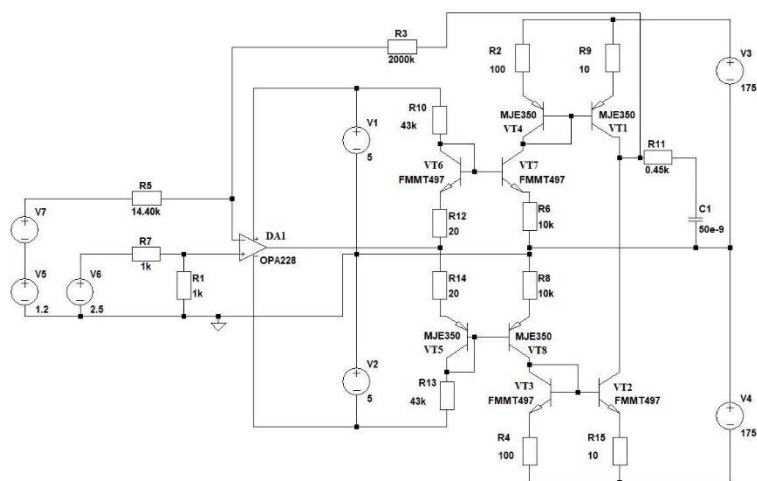 R3
2000k
R2
100
R9
10
V3
175
MJE350
VT4
MJE350
VT1
R10
43k
V1
5
VT6
FMMT497
VT7
FMMT497
R11
0.45k
C1
50e-9
R5
14.40k
V7
R12
20
R6
10k
DA1
OPA228
R7
1k
R1
1k
V5
1.2
V6
2.5
R14
20
R8
10k
MJE350
VT5
MJE350
VT8
V2
5
R13
43k
VT3
FMMT497
VT2
FMMT497
R4
100
R15
10
V4
175